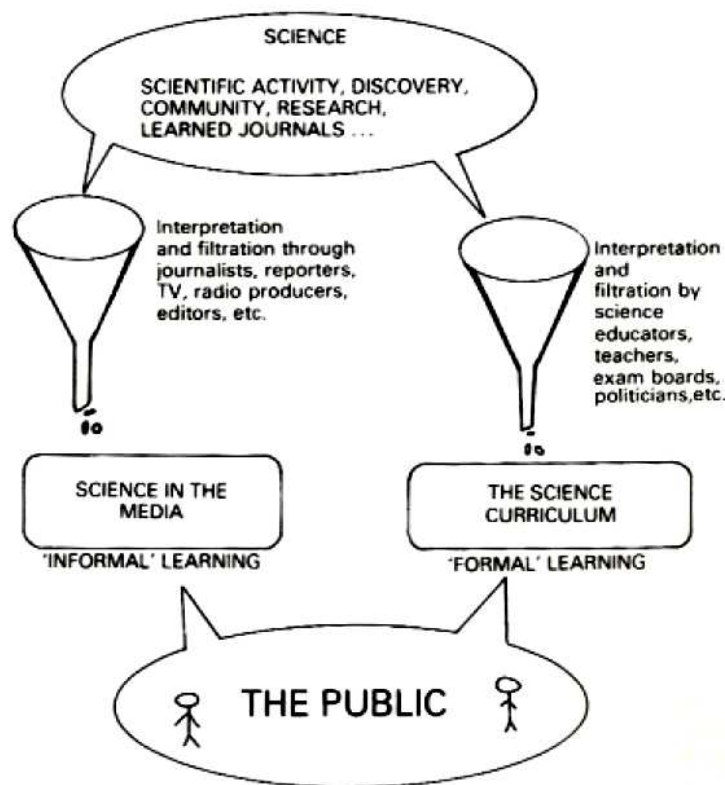 SCIENCE
SCIENTIFIC ACTIVITY, DISCOVERY,
COMMUNITY, RESEARCH,
LEARNED JOURNALS ...
Interpretation
and filtration through
journalists, reporters,
TV, radio producers,
editors, etc.
Interpretation
and
filtration by
science
educators,
teachers,
exam boards,
politicians,etc.
SCIENCE IN THE
MEDIA
'INFORMAL' LEARNING
THE SCIENCE
CURRICULUM
'FORMAL' LEARNING
THE PUBLIC